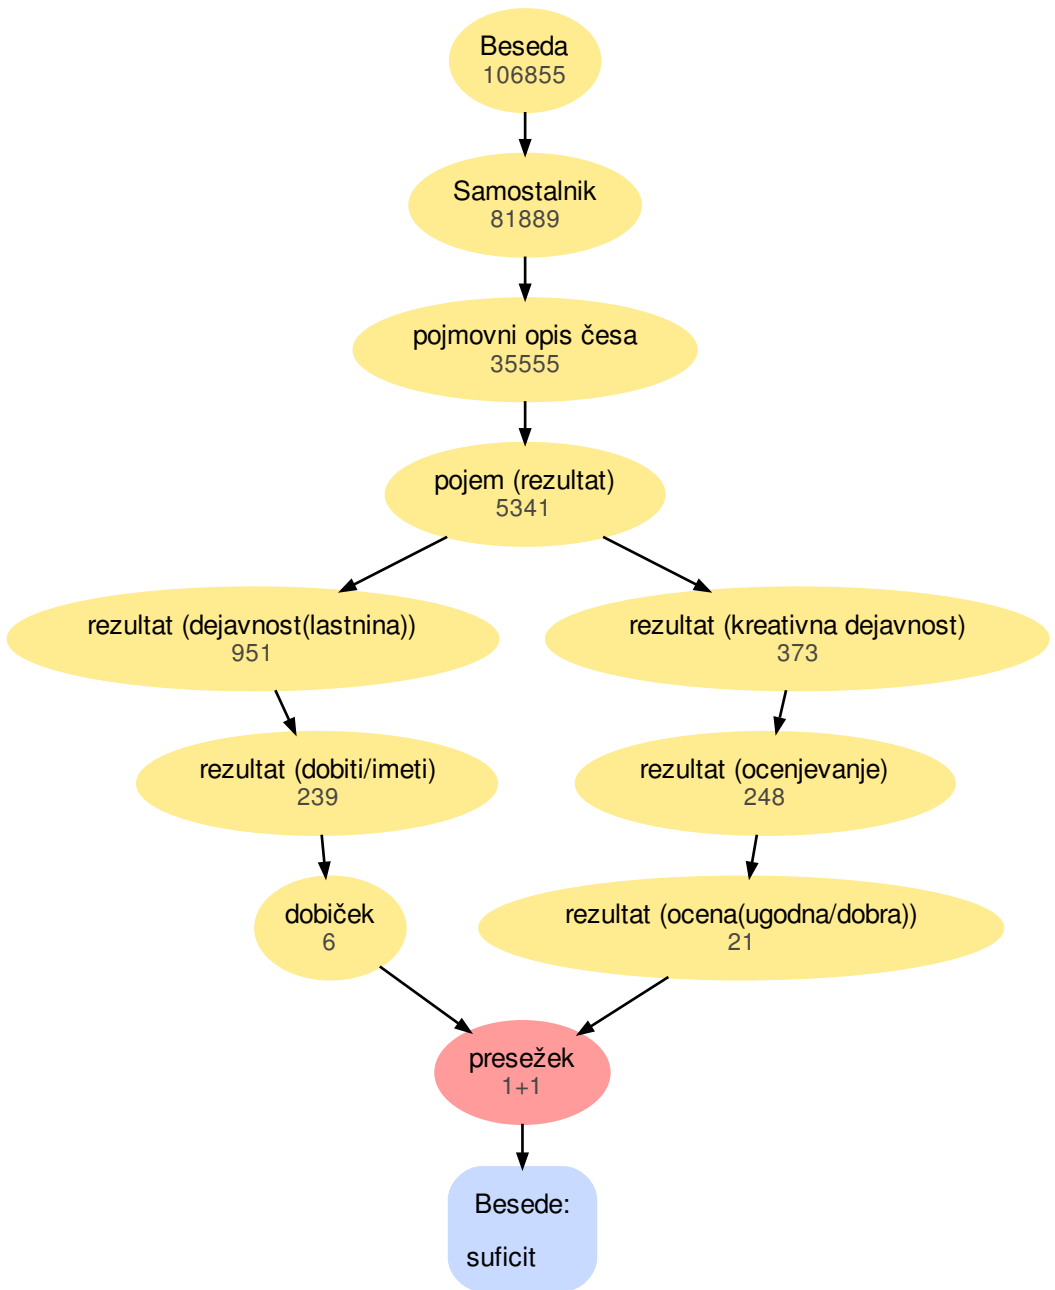 Beseda
106855
Samostalnik
81889
pojmovni opis česa
35555
pojem (rezultat)
5341
rezultat (dejavnost(lastnina))
951
rezultat (kreativna dejavnost)
373
rezultat (dobiti/imeti)
239
rezultat (ocenjevanje)
248
dobiček
6
rezultat (ocena(ugodna/dobra))
21
presežek
1+1
Besede:
suficit